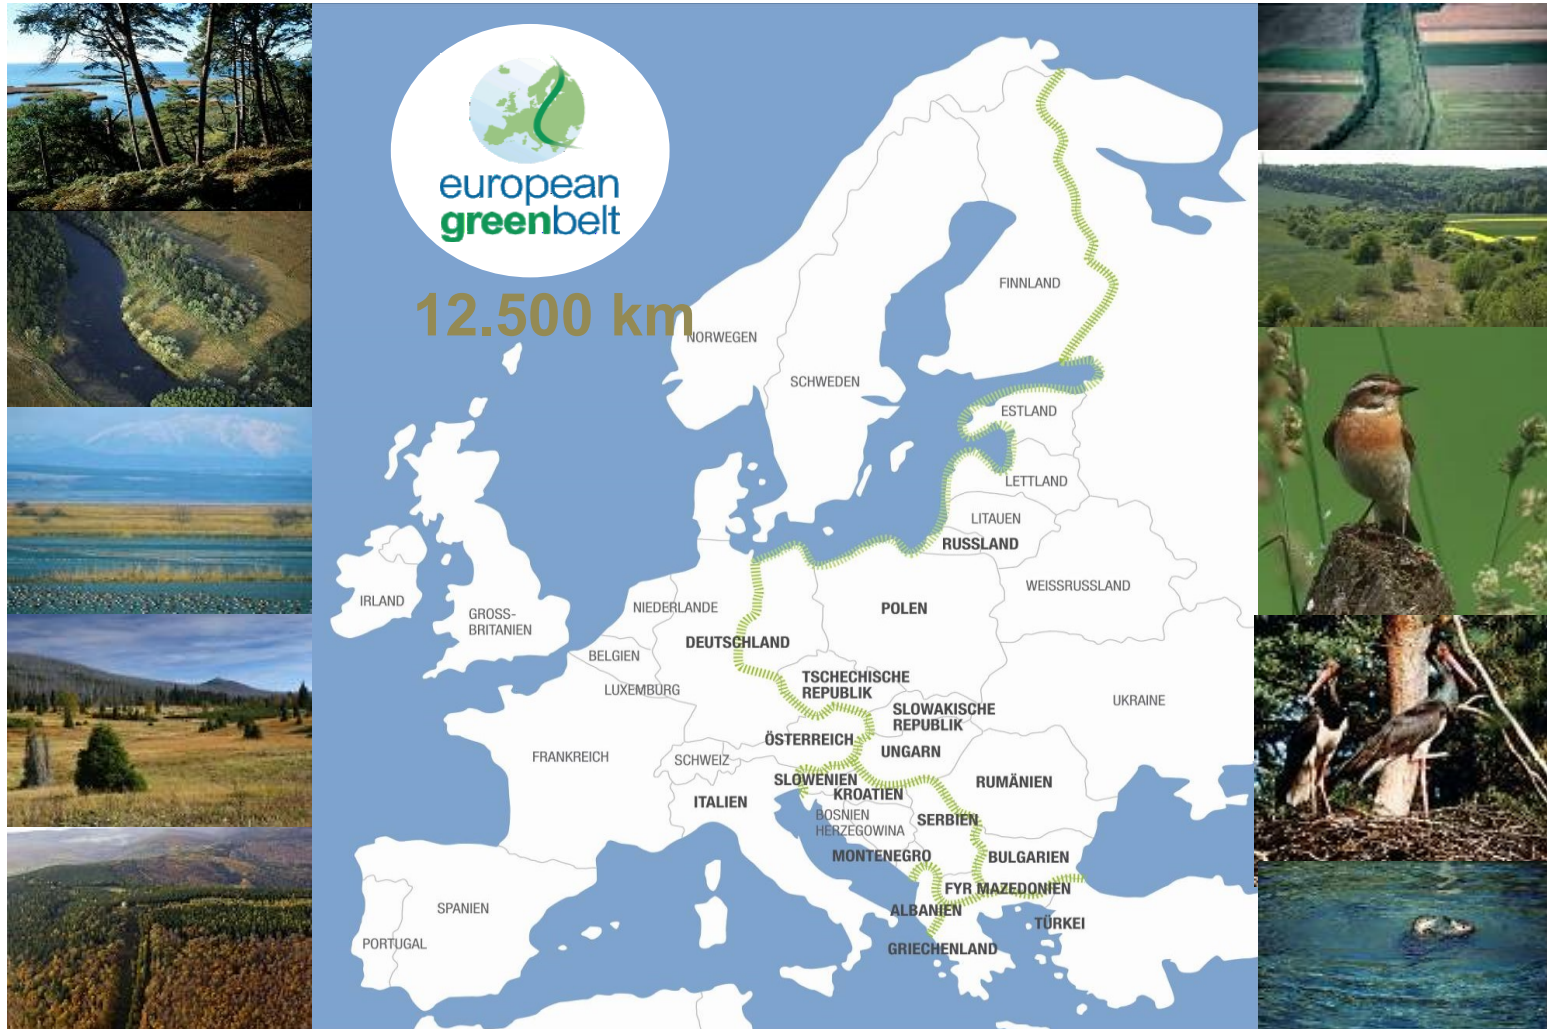 european
greenbelt
12.500 km
FINNLAND
NORWEGEN
SCHWEDEN
ESTLAND
LETTLAND
LITAUEN
RUSSLAND
WEISSRUSSLAND
IRLAND
GROSS-
BRITANIEN
NIEDERLANDE
POLEN
DEUTSCHLAND
BELGIEN
LUXEMBURG
TSCHECHISCHE
REPUBLIK
SLOWAKISCHE
REPUBLIK
UKRAINE
ÖSTERREICH
UNGARN
FRANKREICH
SCHWEIZ
SLOWENIEN
KROATIEN
RUMÄNIEN
ITALIEN
BOSNIEN
HERZEGOWINA
SERBIEN
MONTENEGRO
BULGARIEN
FYR MAZEDONIEN
SPANIEN
ALBANIEN
TÜRKEI
PORTUGAL
GRIECHENLAND